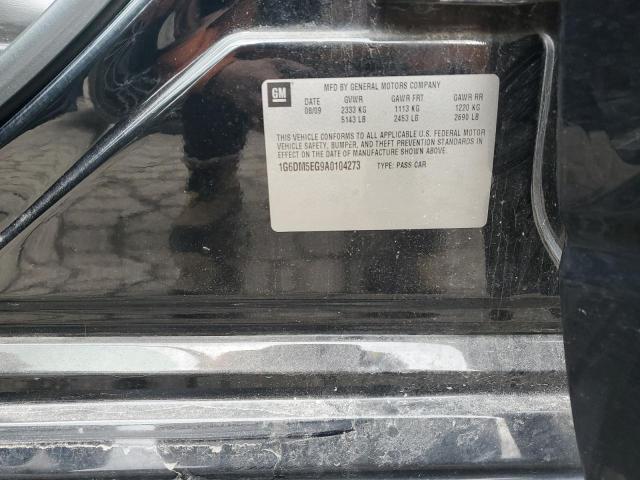 GM
MFD BY GENERAL MOTORS COMPANY
DATE GVWR GAWR FRT GAWR RR
08/09 2333 KG 1113 KG 1220 KG
5143 LB 2453 LB 2690 LB
THIS VEHICLE CONFORMS TO ALL APPLICABLE U.S. FEDERAL MOTOR
VEHICLE SAFETY, BUMPER, AND THEFT PREVENTION STANDARDS IN
EFFECT ON THE DATE OF MANUFACTURE SHOWN ABOVE.
1G6DM5EG9A0104273 TYPE: PASS CAR